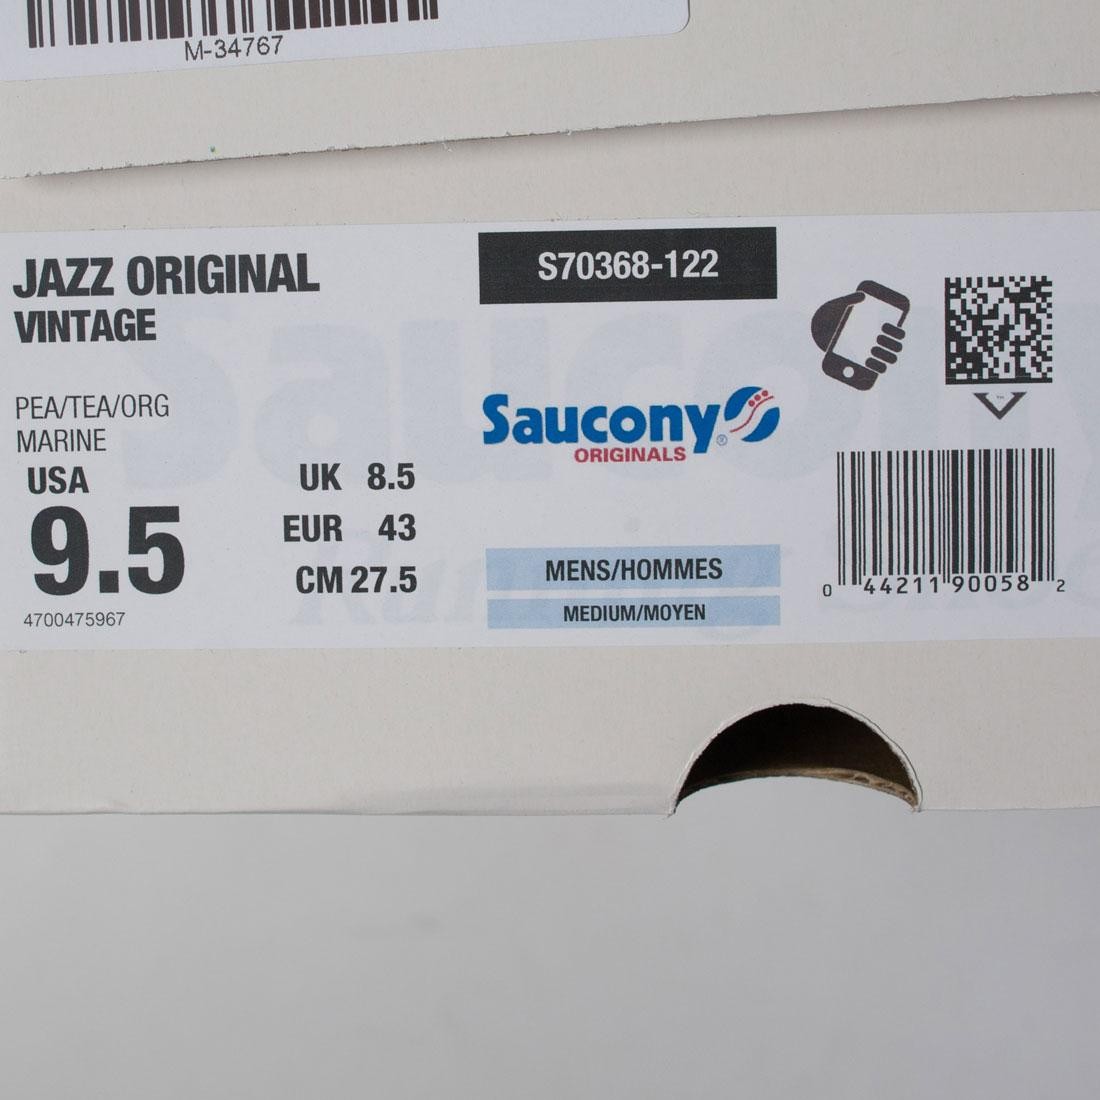 M-34767
JAZZ ORIGINAL
VINTAGE
S70368-122
PEA/TEA/ORG
MARINE
USA
9.5
4700475967
UK 8.5
EUR 43
CM 27.5
Saucony®
ORIGINALS
MENS/HOMMES
MEDIUM/MOYEN
TM
0 44211 90058 2